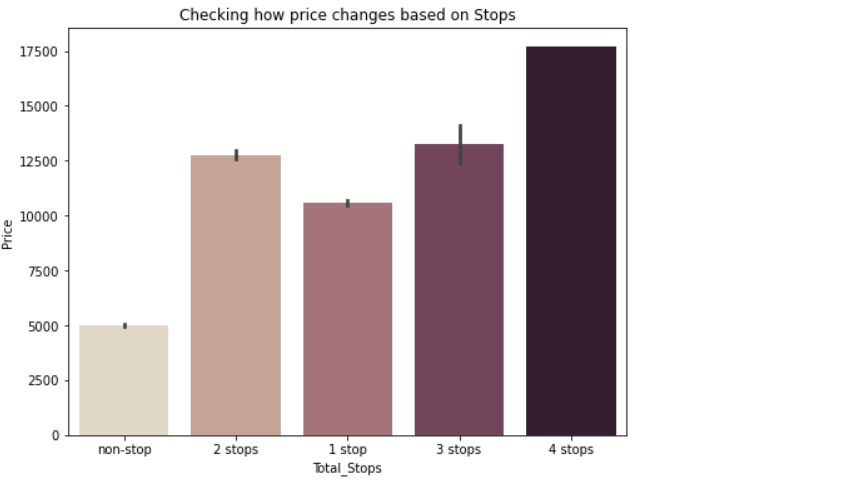 Checking how price changes based on Stops
17500
15000
12500
10000
7500
5000
2500
0
Price
non-stop 2 stops 1 stop 3 stops 4 stops
Total_Stops